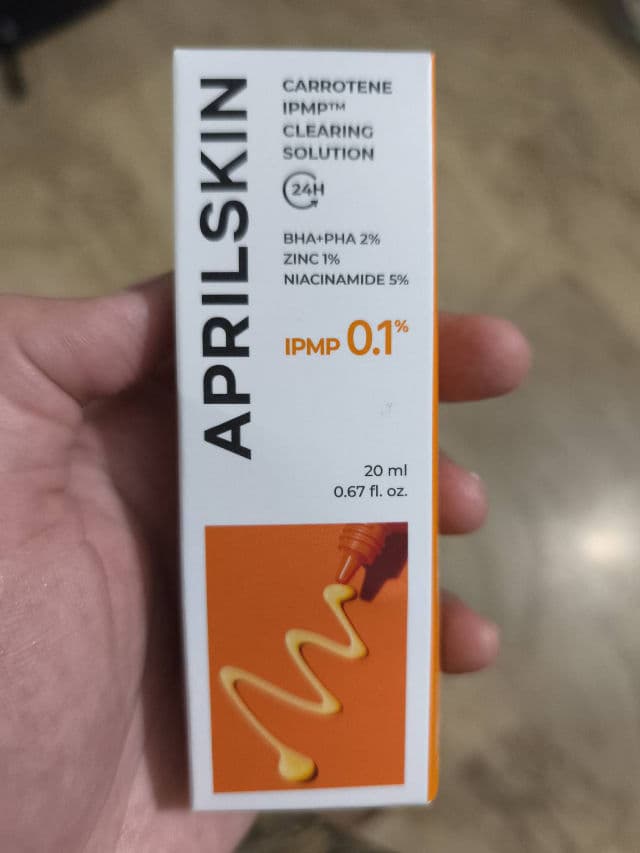 APRILSKIN
CARROTENE
IPMP™
CLEARING
SOLUTION
24H
BHA+PHA 2%
ZINC 1%
NIACINAMIDE 5%
IPMP 0.1%
20 ml
0.67 fl. oz.